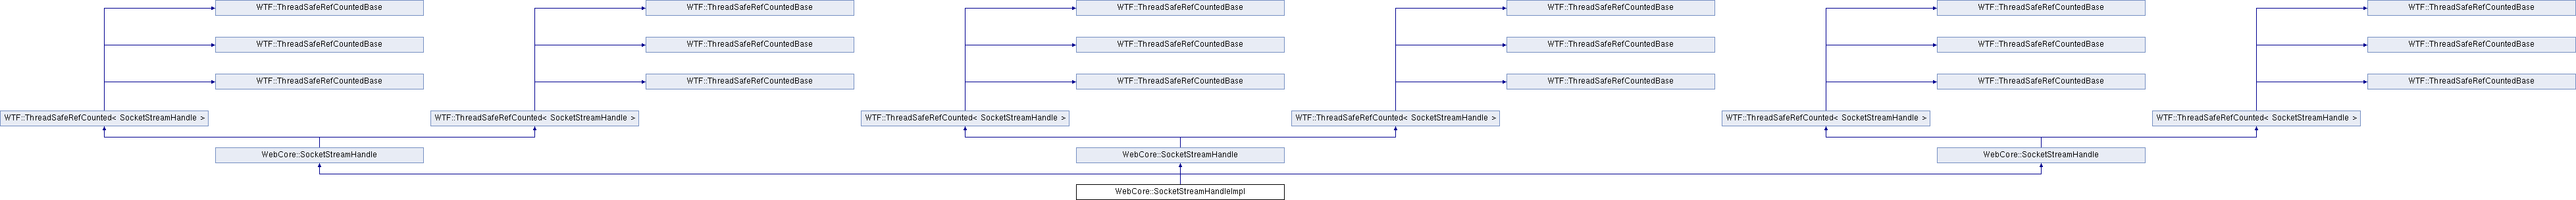 WTF::ThreadSafeRefCountedBase WTF::ThreadSafeRefCountedBase WTF::ThreadSafeRefCountedBase WTF::ThreadSafeRefCountedBase WTF::ThreadSafeRefCountedBase WTF::ThreadSafeRefCountedBase
WTF::ThreadSafeRefCountedBase WTF::ThreadSafeRefCountedBase WTF::ThreadSafeRefCountedBase WTF::ThreadSafeRefCountedBase WTF::ThreadSafeRefCountedBase WTF::ThreadSafeRefCountedBase
WTF::ThreadSafeRefCountedBase WTF::ThreadSafeRefCountedBase WTF::ThreadSafeRefCountedBase WTF::ThreadSafeRefCountedBase WTF::ThreadSafeRefCountedBase WTF::ThreadSafeRefCountedBase
WTF::ThreadSafeRefCounted< SocketStreamHandle > WTF::ThreadSafeRefCounted< SocketStreamHandle > WTF::ThreadSafeRefCounted< SocketStreamHandle > WTF::ThreadSafeRefCounted< SocketStreamHandle > WTF::ThreadSafeRefCounted< SocketStreamHandle > WTF::ThreadSafeRefCounted< SocketStreamHandle >
WebCore::SocketStreamHandle WebCore::SocketStreamHandle WebCore::SocketStreamHandle
WebCore::SocketStreamHandleImpl